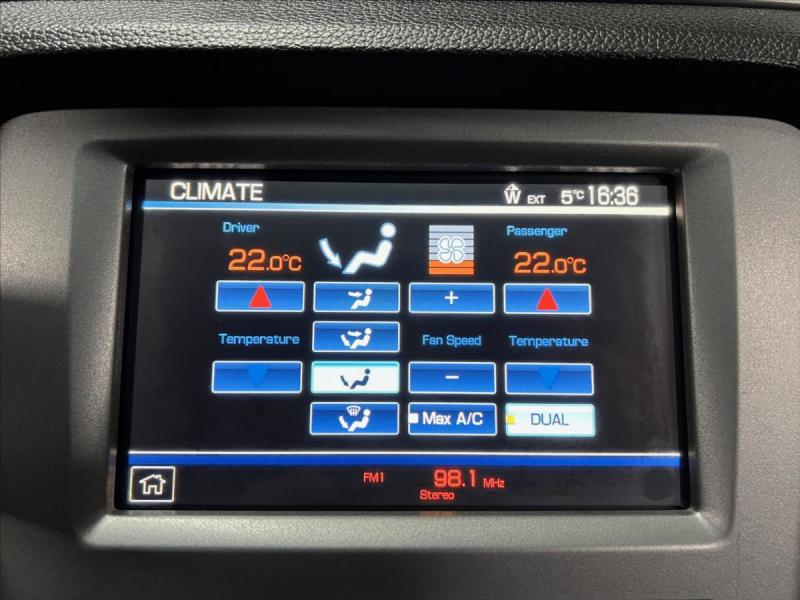 CLIMATE W EXT 5°C 16:36
Driver Passenger
22.0°C 22.0°C
+
Temperature Fan Speed Temperature
−
Max A/C DUAL
FM1 98.1 MHz
Stereo